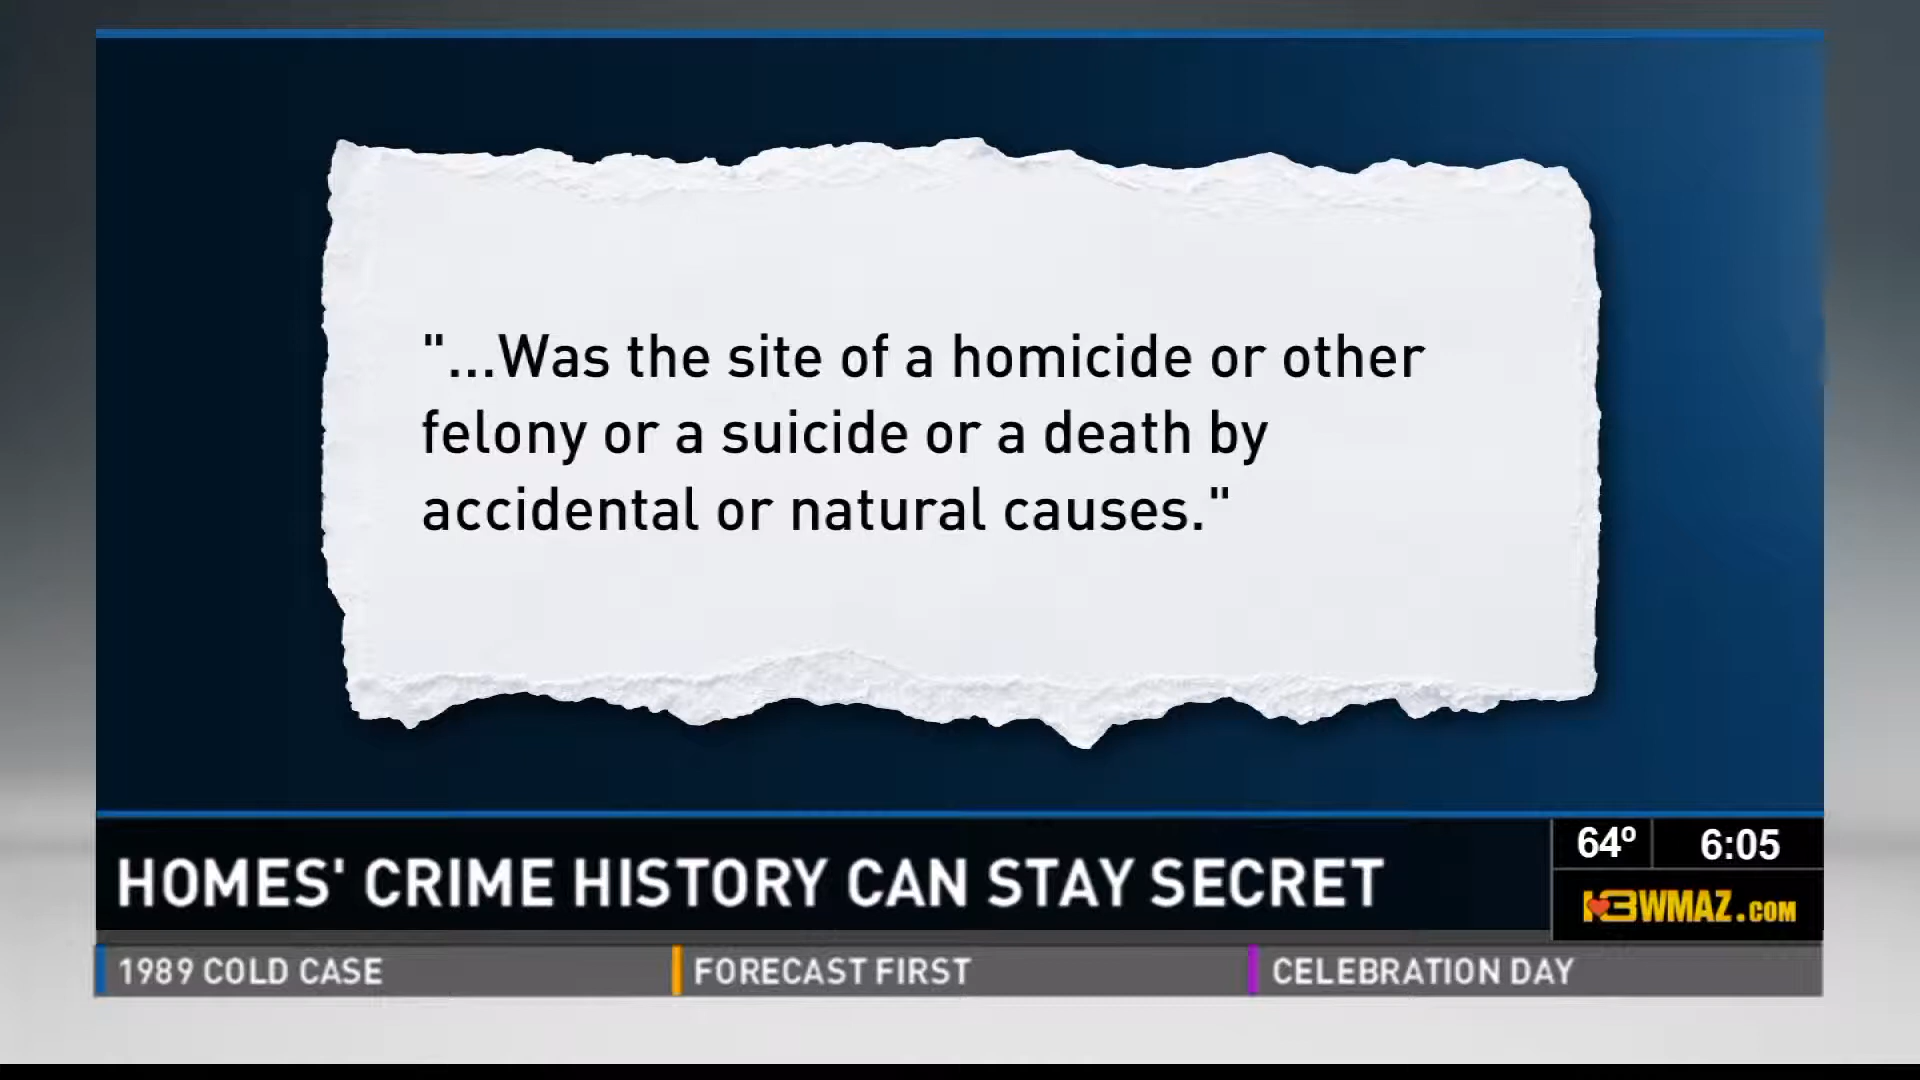 "...Was the site of a homicide or other
felony or a suicide or a death by
accidental or natural causes."
HOMES' CRIME HISTORY CAN STAY SECRET
64º
6:05
13WMAZ.COM
1989 COLD CASE
FORECAST FIRST
CELEBRATION DAY